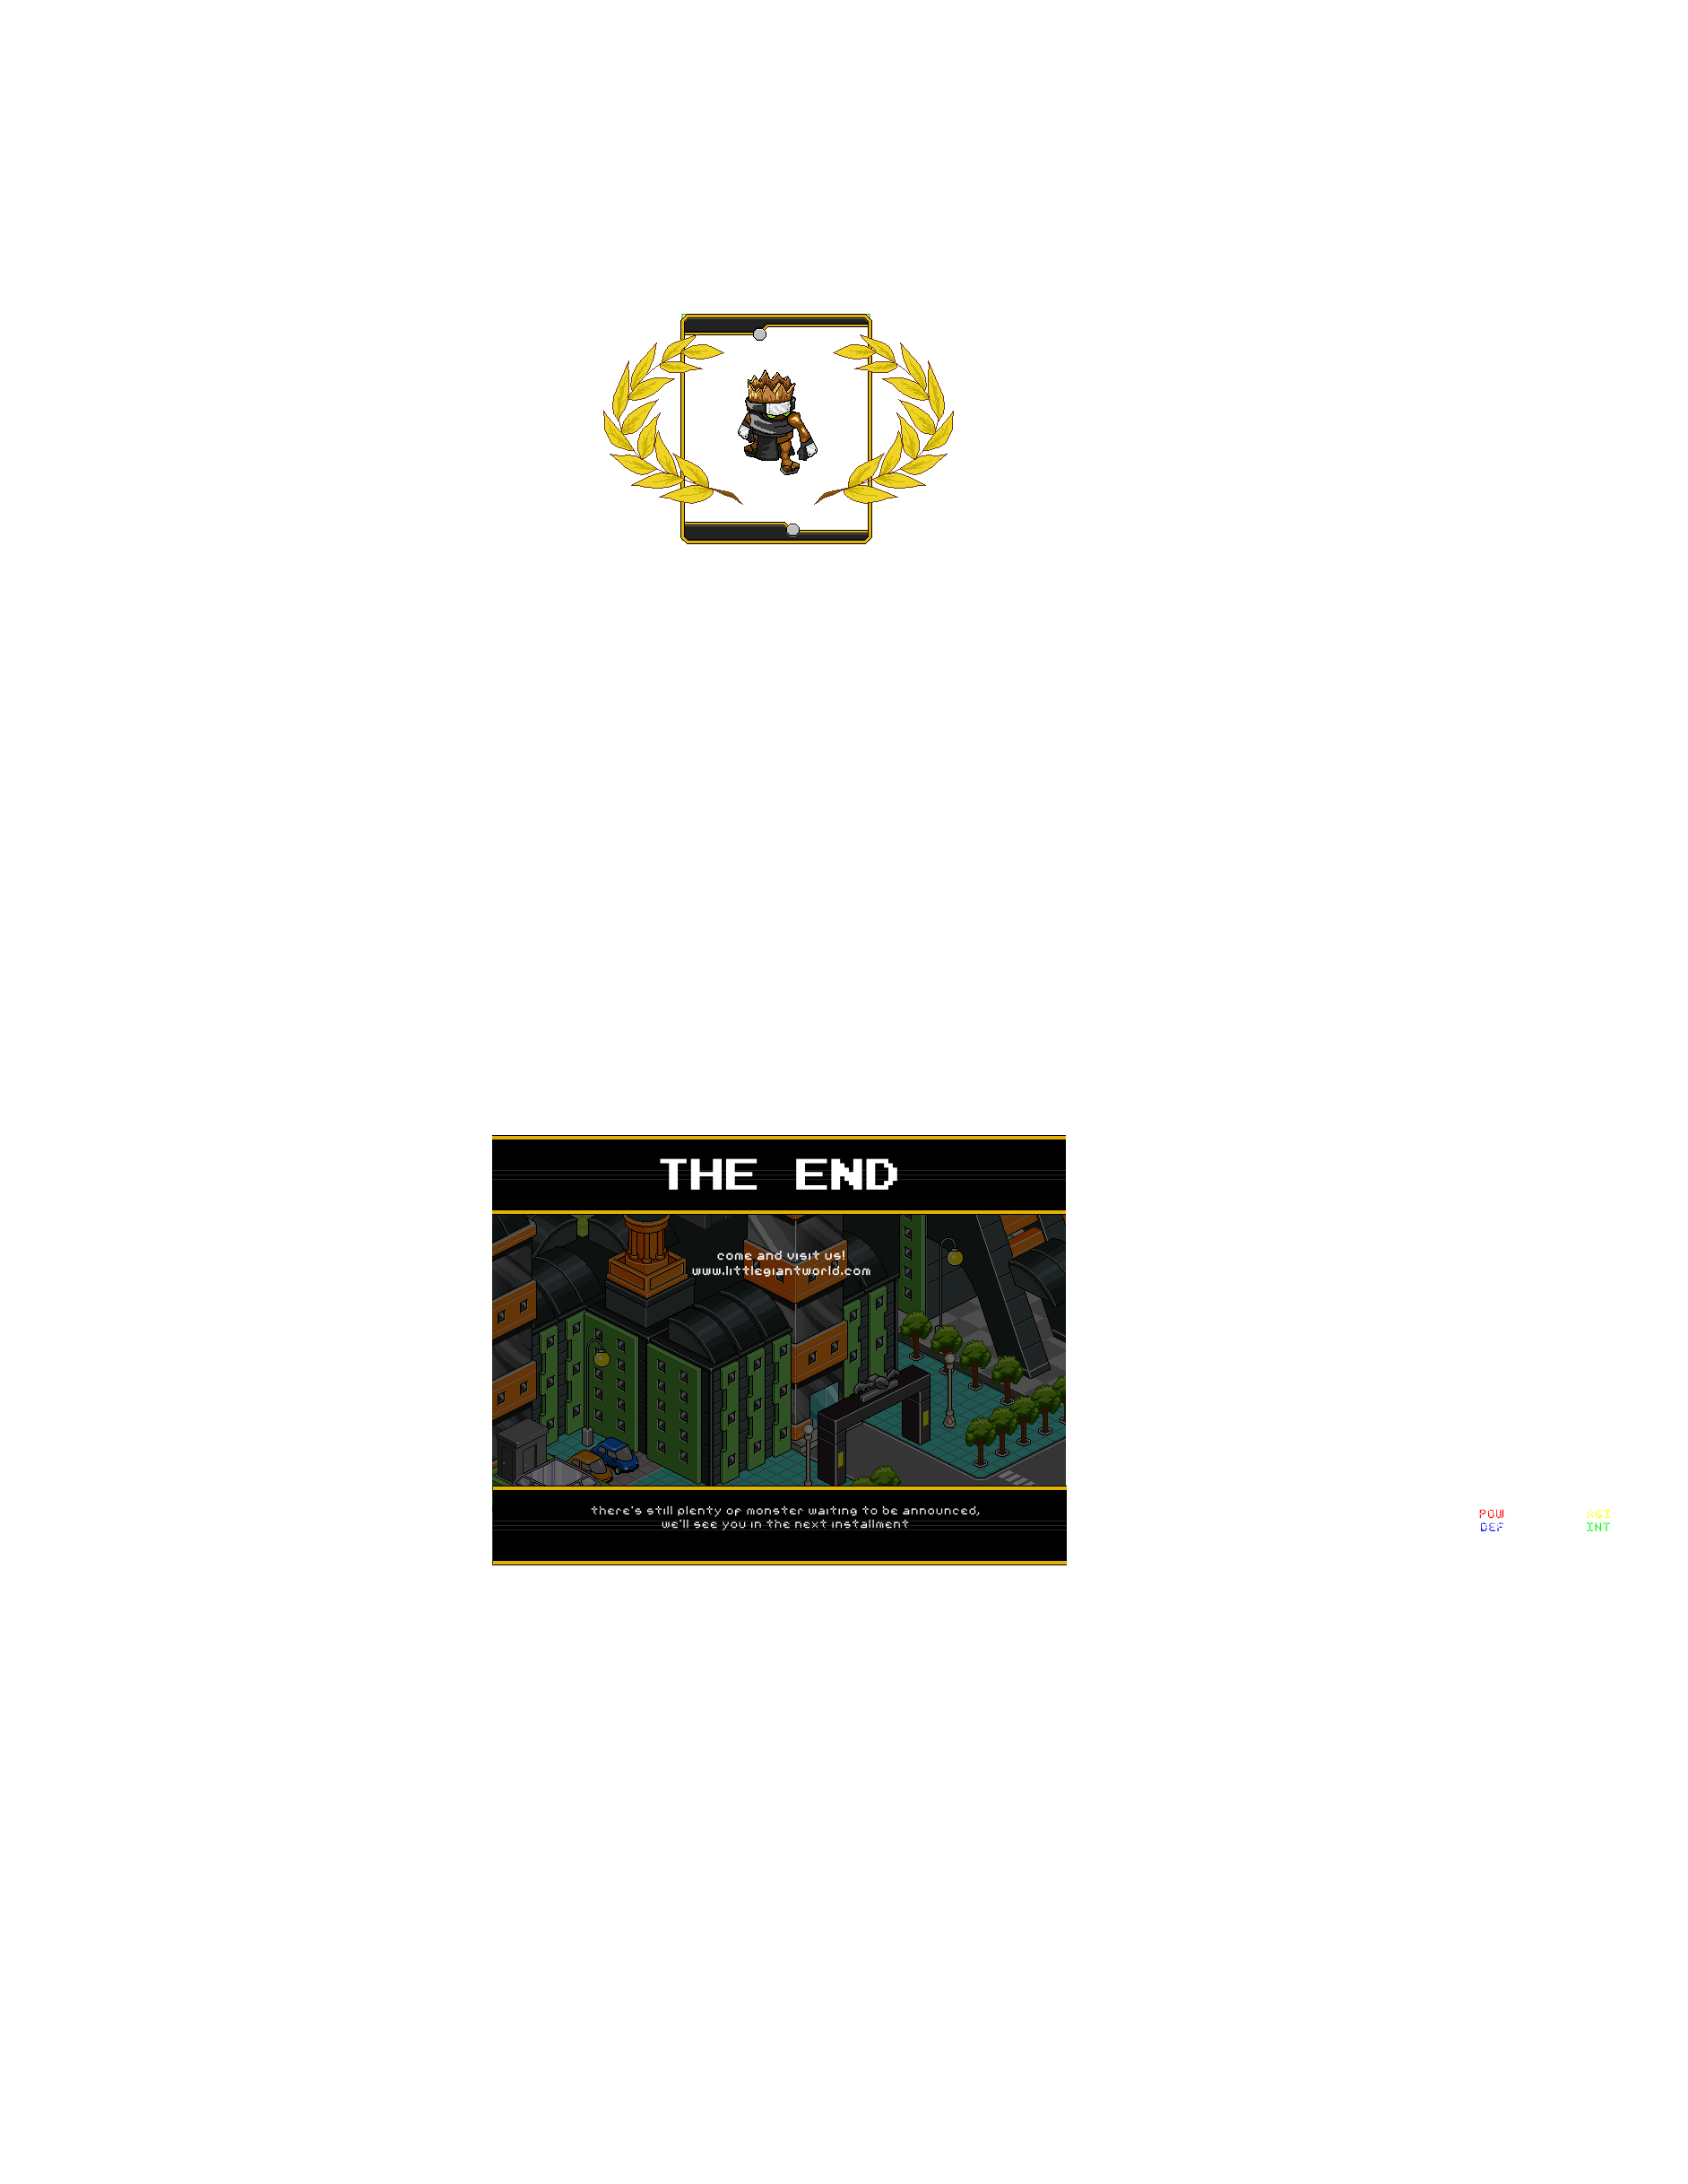 THE END
come and visit us!
www.littlegiantworld.com
there's still plenty of monster waiting to be announced,
we'll see you in the next installment
POW AGI
DEF INT